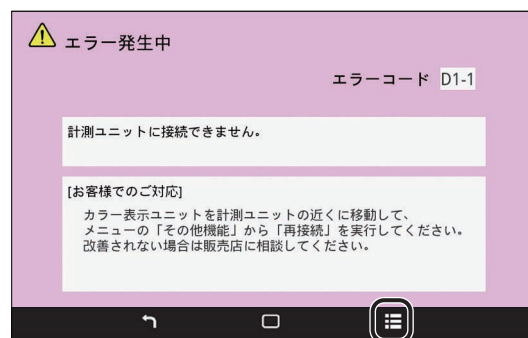 エラー発生中
エラーコード D1-1
計測ユニットに接続できません。
[お客様でのご対応]
カラー表示ユニットを計測ユニットの近くに移動して、
メニューの「その他機能」から「再接続」を実行してください。
改善されない場合は販売店に相談してください。